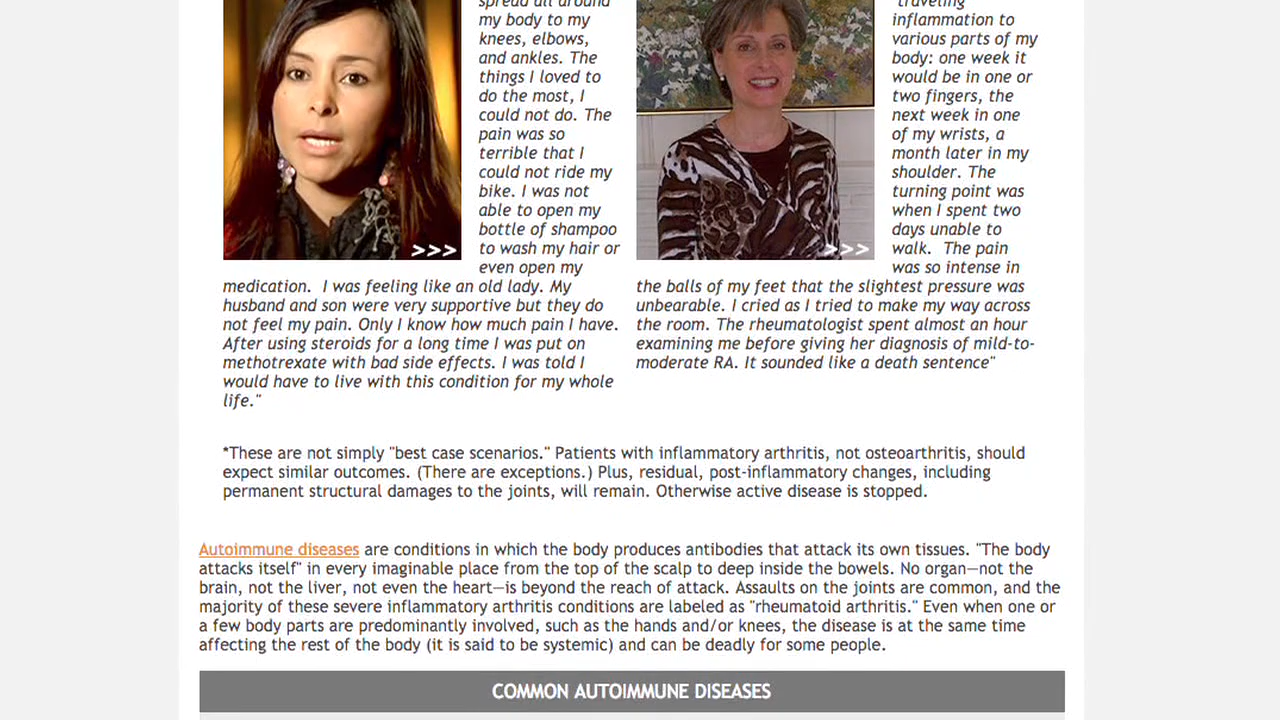 spread all around
my body to my
knees, elbows,
and ankles. The
things I loved to
do the most, I
could not do. The
pain was so
terrible that I
could not ride my
bike. I was not
able to open my
bottle of shampoo
to wash my hair or
even open my
medication.  I was feeling like an old lady. My
husband and son were very supportive but they do
not feel my pain. Only I know how much pain I have.
After using steroids for a long time I was put on
methotrexate with bad side effects. I was told I
would have to live with this condition for my whole
life."
>>>
"traveling
inflammation to
various parts of my
body: one week it
would be in one or
two fingers, the
next week in one
of my wrists, a
month later in my
shoulder. The
turning point was
when I spent two
days unable to
walk.  The pain
was so intense in
the balls of my feet that the slightest pressure was
unbearable. I cried as I tried to make my way across
the room. The rheumatologist spent almost an hour
examining me before giving her diagnosis of mild-to-
moderate RA. It sounded like a death sentence"
>>>
*These are not simply "best case scenarios." Patients with inflammatory arthritis, not osteoarthritis, should
expect similar outcomes. (There are exceptions.) Plus, residual, post-inflammatory changes, including
permanent structural damages to the joints, will remain. Otherwise active disease is stopped.
Autoimmune diseases are conditions in which the body produces antibodies that attack its own tissues. "The body
attacks itself" in every imaginable place from the top of the scalp to deep inside the bowels. No organ—not the
brain, not the liver, not even the heart—is beyond the reach of attack. Assaults on the joints are common, and the
majority of these severe inflammatory arthritis conditions are labeled as "rheumatoid arthritis." Even when one or
a few body parts are predominantly involved, such as the hands and/or knees, the disease is at the same time
affecting the rest of the body (it is said to be systemic) and can be deadly for some people.
COMMON AUTOIMMUNE DISEASES